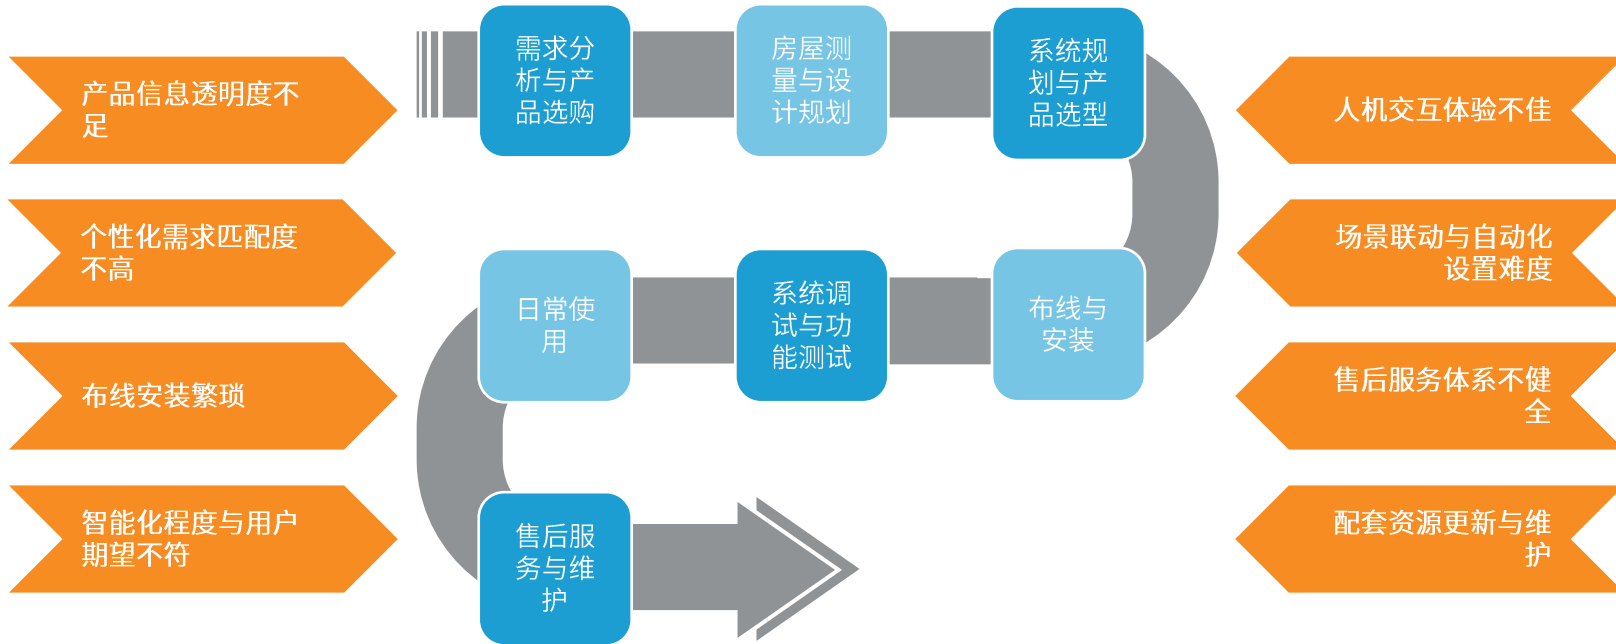 产品信息透明度不
足
个性化需求匹配度
不高
布线安装繁琐
智能化程度与用户
期望不符
需求分
析与产
品选购
房屋测
量与设
计规划
系统规
划与产
品选型
布线与
安装
系统调
试与功
能测试
日常使
用
售后服
务与维
护
人机交互体验不佳
场景联动与自动化
设置难度
售后服务体系不健
全
配套资源更新与维
护